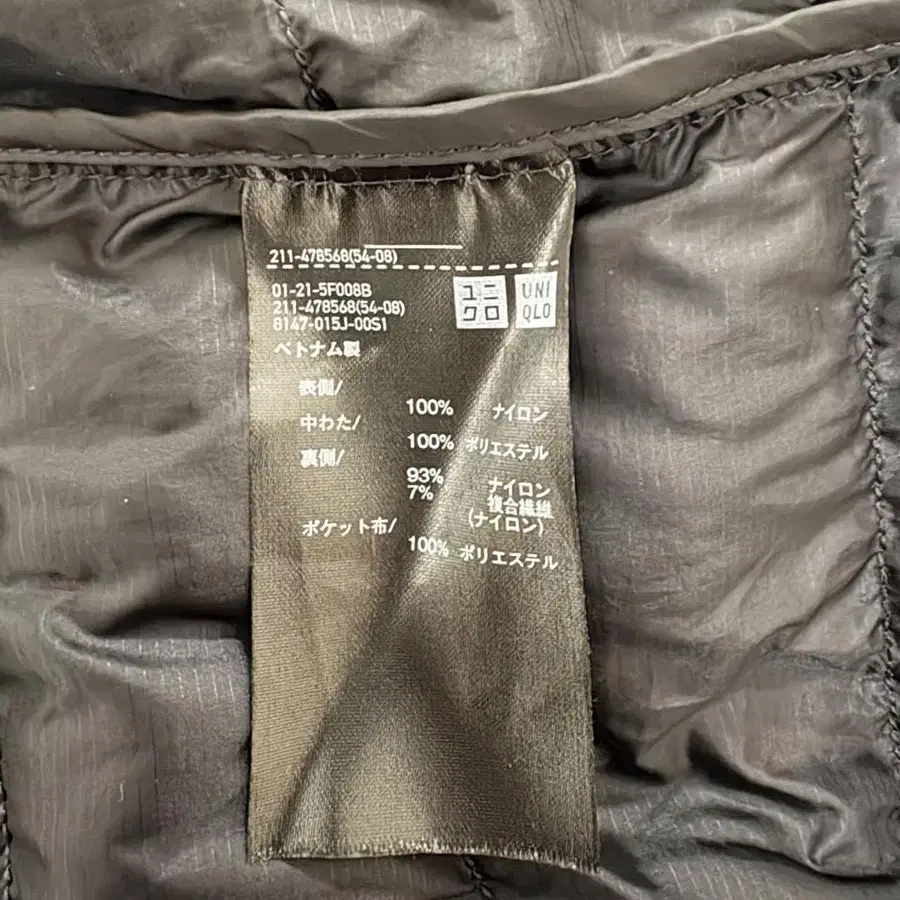 211-478568(54-08)
01-21-5F008B
211-478568(54-08)
8147-015J-00S1
ユニ
クロ
UNI
QLO
ベトナム製
表側/
100% ナイロン
中わた/
100% ポリエステル
裏側/
93% ナイロン
7% 複合繊維
(ナイロン)
ポケット布/
100% ポリエステル